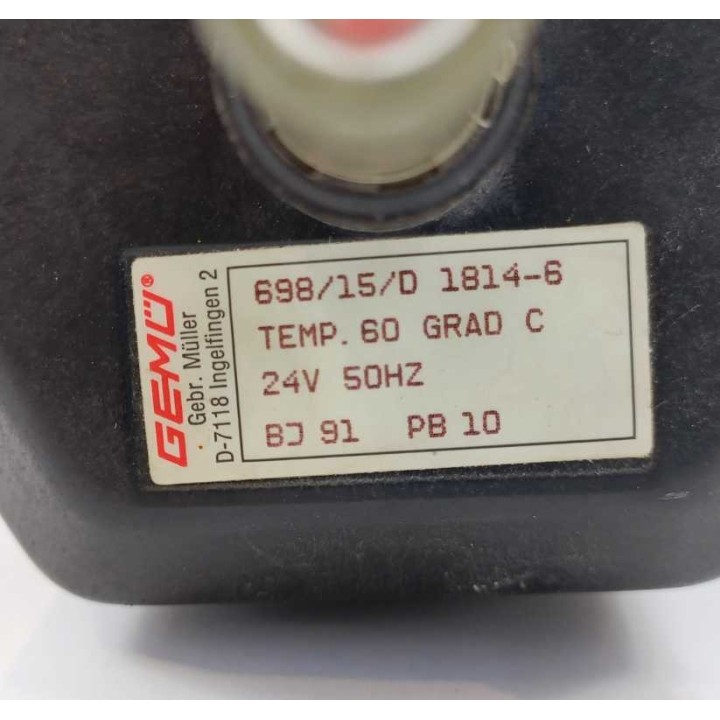 GEMÜ®
Gebr. Müller
D-7118 Ingelfingen 2
698/15/D 1814-6
TEMP. 60 GRAD C
24V 50HZ
BJ 91 PB 10